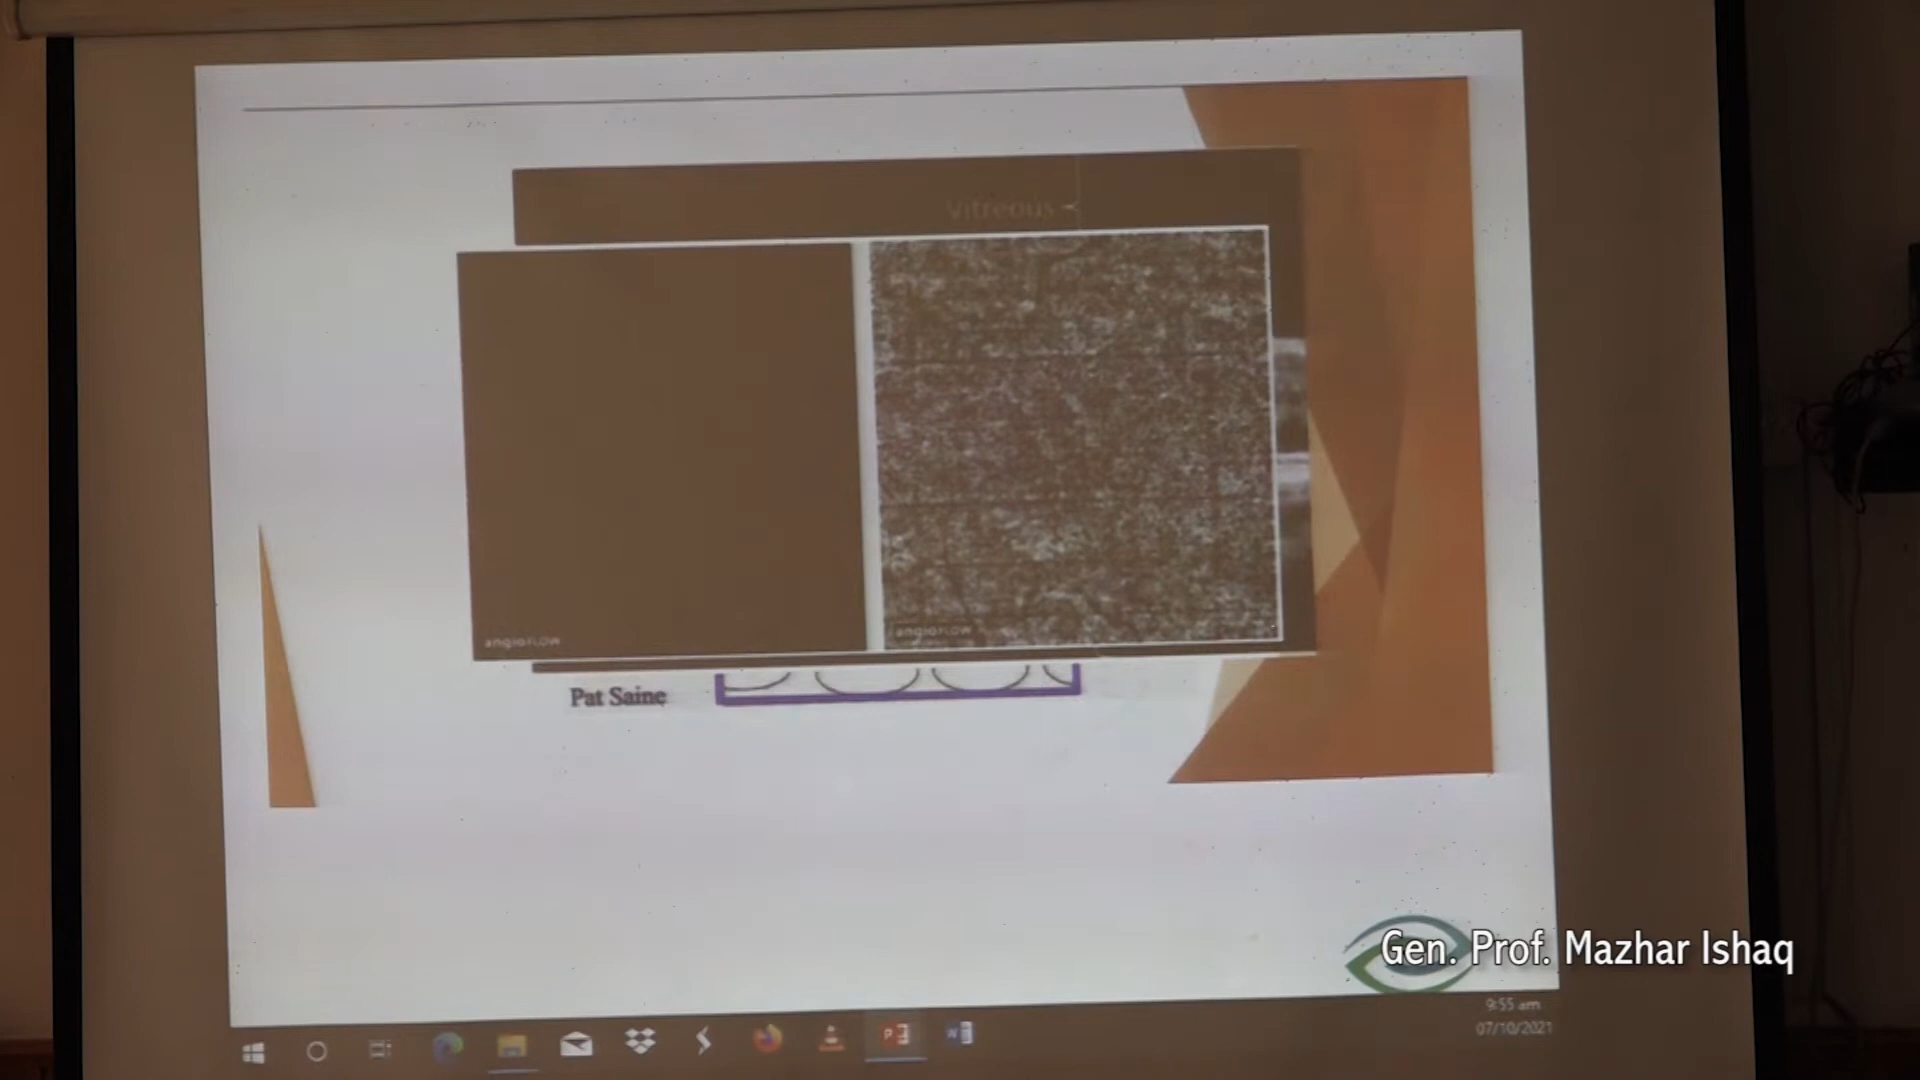 Vitreous
angioFLOW
angioFLOW
Pat Saine
Gen. Prof. Mazhar Ishaq
9:55 am
07/10/2021